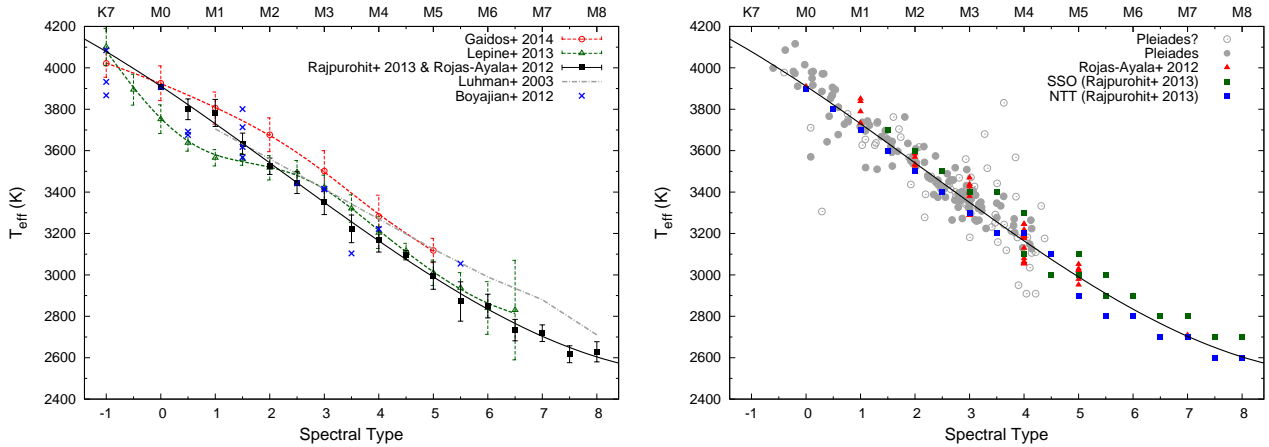 K7 M0 M1 M2 M3 M4 M5 M6 M7 M8
4200
4000
3800
3600
3400
3200
3000
2800
2600
2400
T_eff (K)
Gaidos+ 2014
Lepine+ 2013
Rajpurohit+ 2013 & Rojas-Ayala+ 2012
Luhman+ 2003
Boyajian+ 2012
-1 0 1 2 3 4 5 6 7 8
Spectral Type
K7 M0 M1 M2 M3 M4 M5 M6 M7 M8
4200
4000
3800
3600
3400
3200
3000
2800
2600
2400
T_eff (K)
Pleiades?
Pleiades
Rojas-Ayala+ 2012
SSO (Rajpurohit+ 2013)
NTT (Rajpurohit+ 2013)
-1 0 1 2 3 4 5 6 7 8
Spectral Type